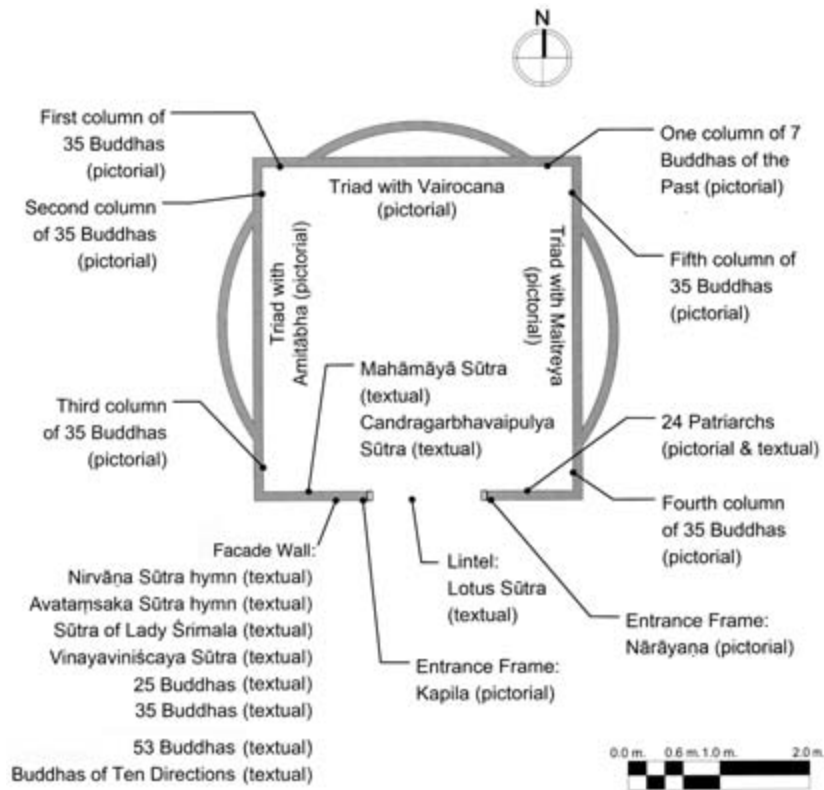 N
First column of
35 Buddhas
(pictorial)
One column of 7
Buddhas of the
Past (pictorial)
Triad with Vairocana
(pictorial)
Second column
of 35 Buddhas
(pictorial)
Triad with
Amitābha (pictorial)
Triad with Maitreya
(pictorial)
Fifth column of
35 Buddhas
(pictorial)
Mahāmāyā Sūtra
(textual)
Candragarbhavaipulya
Sūtra (textual)
Third column
of 35 Buddhas
(pictorial)
24 Patriarchs
(pictorial & textual)
Fourth column
of 35 Buddhas
(pictorial)
Facade Wall:
Nirvāṇa Sūtra hymn (textual)
Avataṃsaka Sūtra hymn (textual)
Sūtra of Lady Śrimala (textual)
Vinayaviniścaya Sūtra (textual)
25 Buddhas (textual)
35 Buddhas (textual)
53 Buddhas (textual)
Buddhas of Ten Directions (textual)
Lintel:
Lotus Sūtra
(textual)
Entrance Frame:
Kapila (pictorial)
Entrance Frame:
Nārāyaṇa (pictorial)
0.0 m. 0.6 m. 1.0 m. 2.0 m.